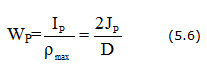 W_P = I_P / ρ_max = 2J_P / D (5.6)